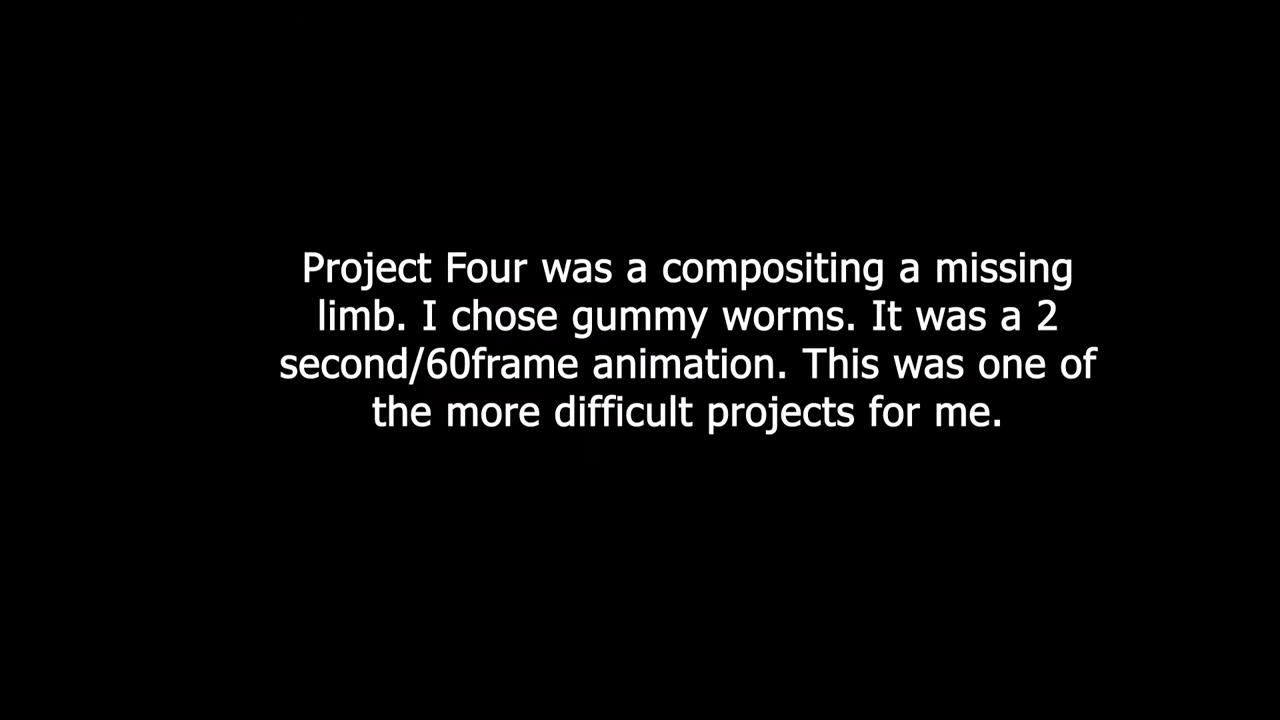 Project Four was a compositing a missing
limb. I chose gummy worms. It was a 2
second/60frame animation. This was one of
the more difficult projects for me.